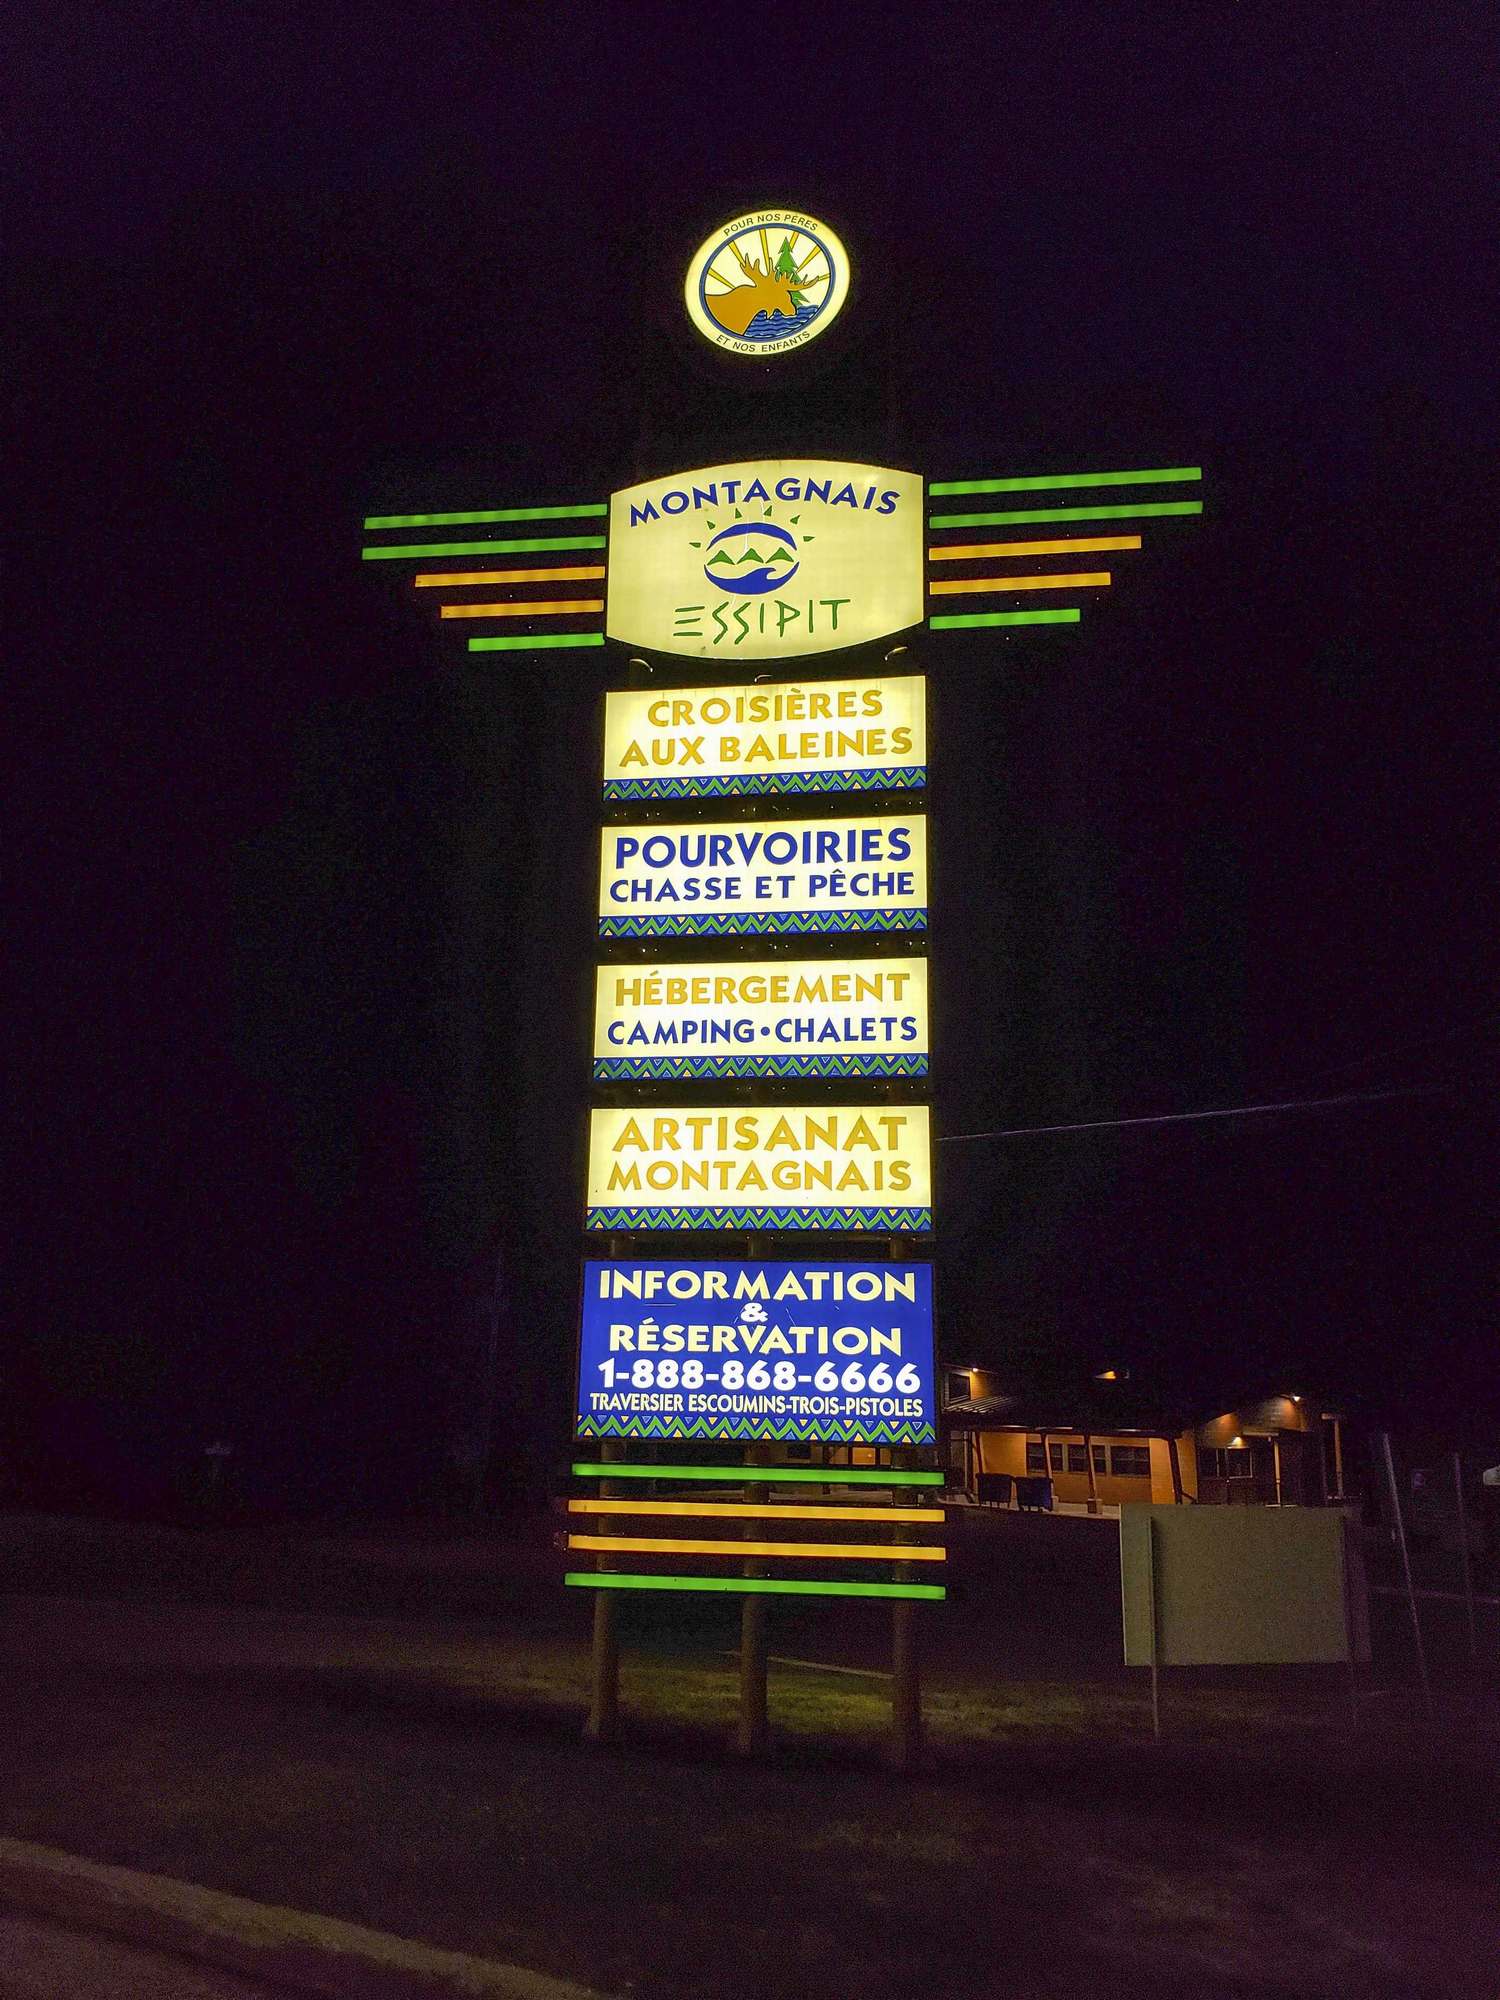 POUR NOS PÈRES
ET NOS ENFANTS
MONTAGNAIS
ESSIPIT
CROISIÈRES
AUX BALEINES
POURVOIRIES
CHASSE ET PÊCHE
HÉBERGEMENT
CAMPING•CHALETS
ARTISANAT
MONTAGNAIS
INFORMATION
&
RÉSERVATION
1-888-868-6666
TRAVERSIER ESCOUMINS-TROIS-PISTOLES